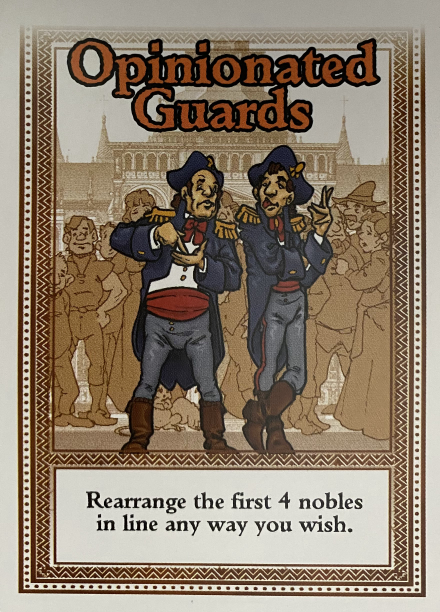 Opinionated
Guards
Rearrange the first 4 nobles
in line any way you wish.